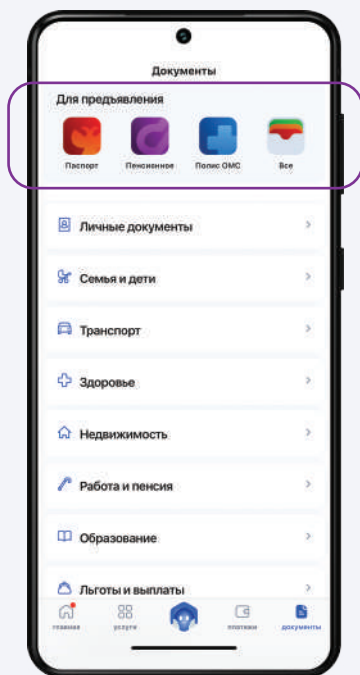 Документы
Для предъявления
Паспорт
Пенсионное
Полис ОМС
Все
Личные документы
Семья и дети
Транспорт
Здоровье
Недвижимость
Работа и пенсия
Образование
Льготы и выплаты
главная
услуги
платежи
документы